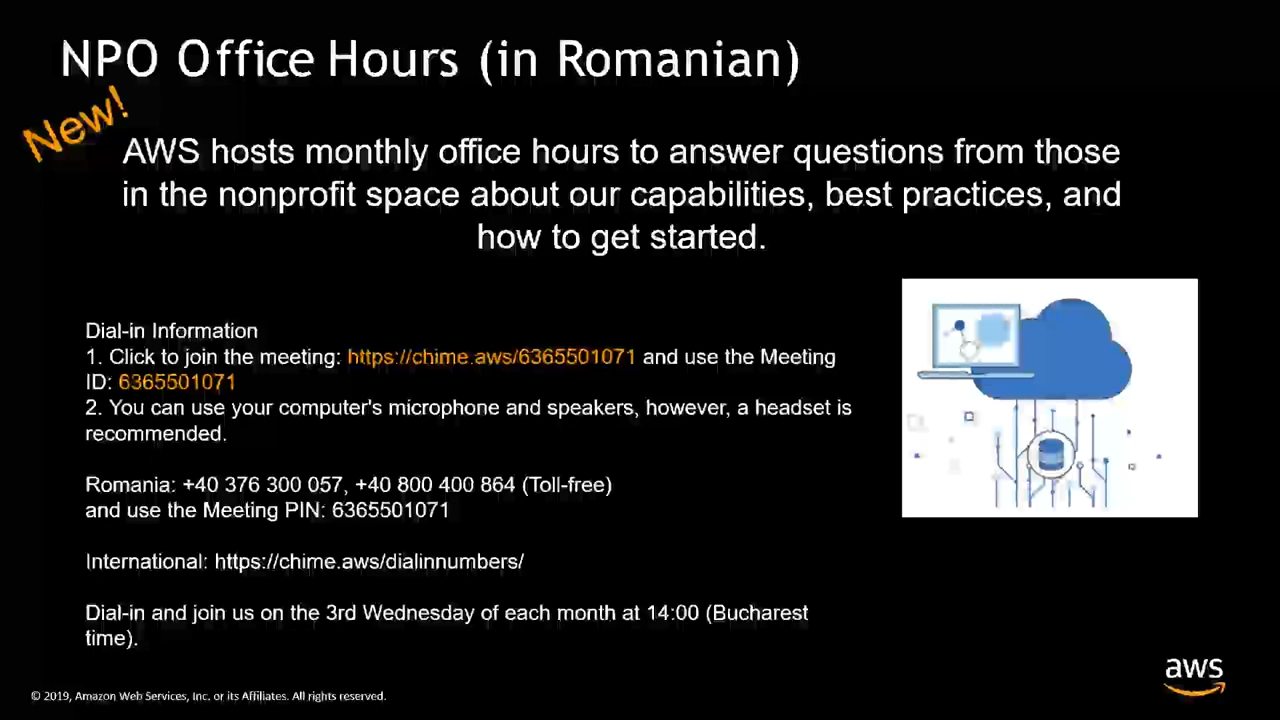 NPO Office Hours (in Romanian)
New!
AWS hosts monthly office hours to answer questions from those
in the nonprofit space about our capabilities, best practices, and
how to get started.
Dial-in Information
1. Click to join the meeting: https://chime.aws/6365501071 and use the Meeting
ID: 6365501071
2. You can use your computer's microphone and speakers, however, a headset is
recommended.
Romania: +40 376 300 057, +40 800 400 864 (Toll-free)
and use the Meeting PIN: 6365501071
International: https://chime.aws/dialinnumbers/
Dial-in and join us on the 3rd Wednesday of each month at 14:00 (Bucharest
time).
aws
© 2019, Amazon Web Services, Inc. or its Affiliates. All rights reserved.